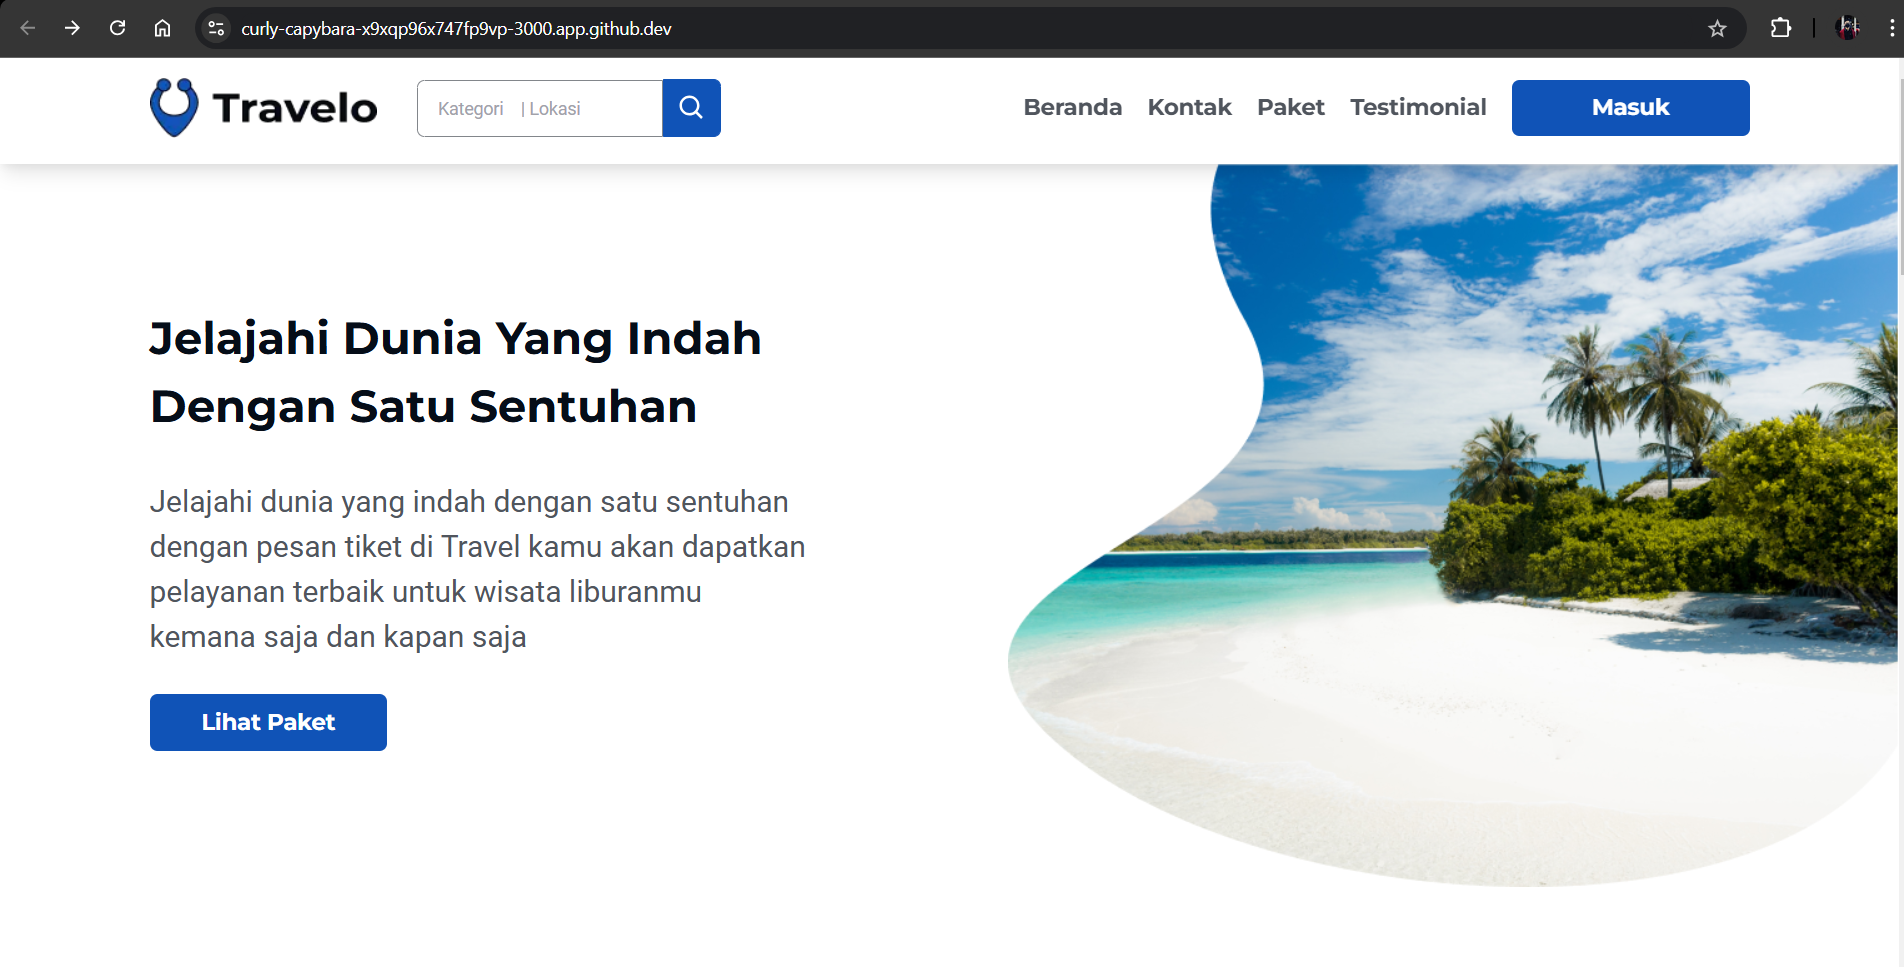 curly-capybara-x9xqp96x747fp9vp-3000.app.github.dev
Travelo
Kategori | Lokasi
Beranda Kontak Paket Testimonial Masuk
Jelajahi Dunia Yang Indah
Dengan Satu Sentuhan
Jelajahi dunia yang indah dengan satu sentuhan
dengan pesan tiket di Travel kamu akan dapatkan
pelayanan terbaik untuk wisata liburanmu
kemana saja dan kapan saja
Lihat Paket